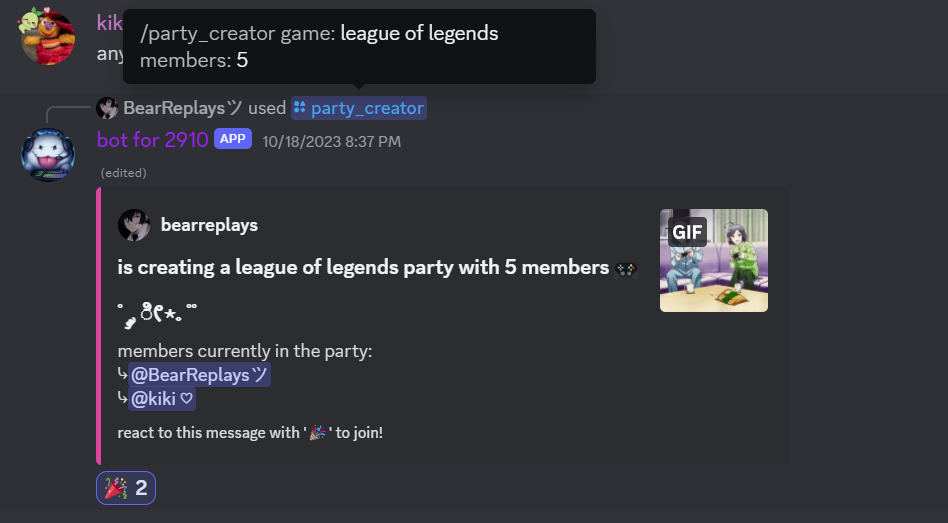 kik
/party_creator game: league of legends
members: 5
any
BearReplaysツ used party_creator
bot for 2910 APP 10/18/2023 8:37 PM
(edited)
bearreplays
GIF
is creating a league of legends party with 5 members 🎮
members currently in the party:
↳@BearReplaysツ
↳@kiki ♡
react to this message with ' 🎉 ' to join!
🎉 2